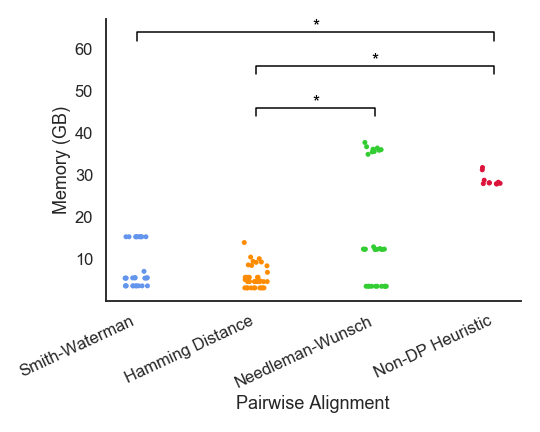 *
*
*
60
50
40
30
20
10
Memory (GB)
Smith-Waterman
Hamming Distance
Needleman-Wunsch
Non-DP Heuristic
Pairwise Alignment